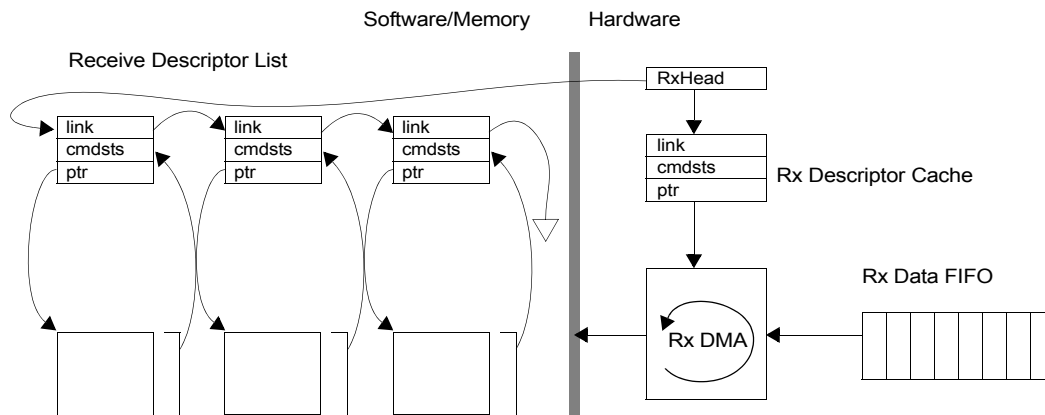 Software/Memory
Hardware
Receive Descriptor List
RxHead
link
cmdsts
ptr
link
cmdsts
ptr
link
cmdsts
ptr
link
cmdsts
ptr
Rx Descriptor Cache
Rx Data FIFO
Rx DMA